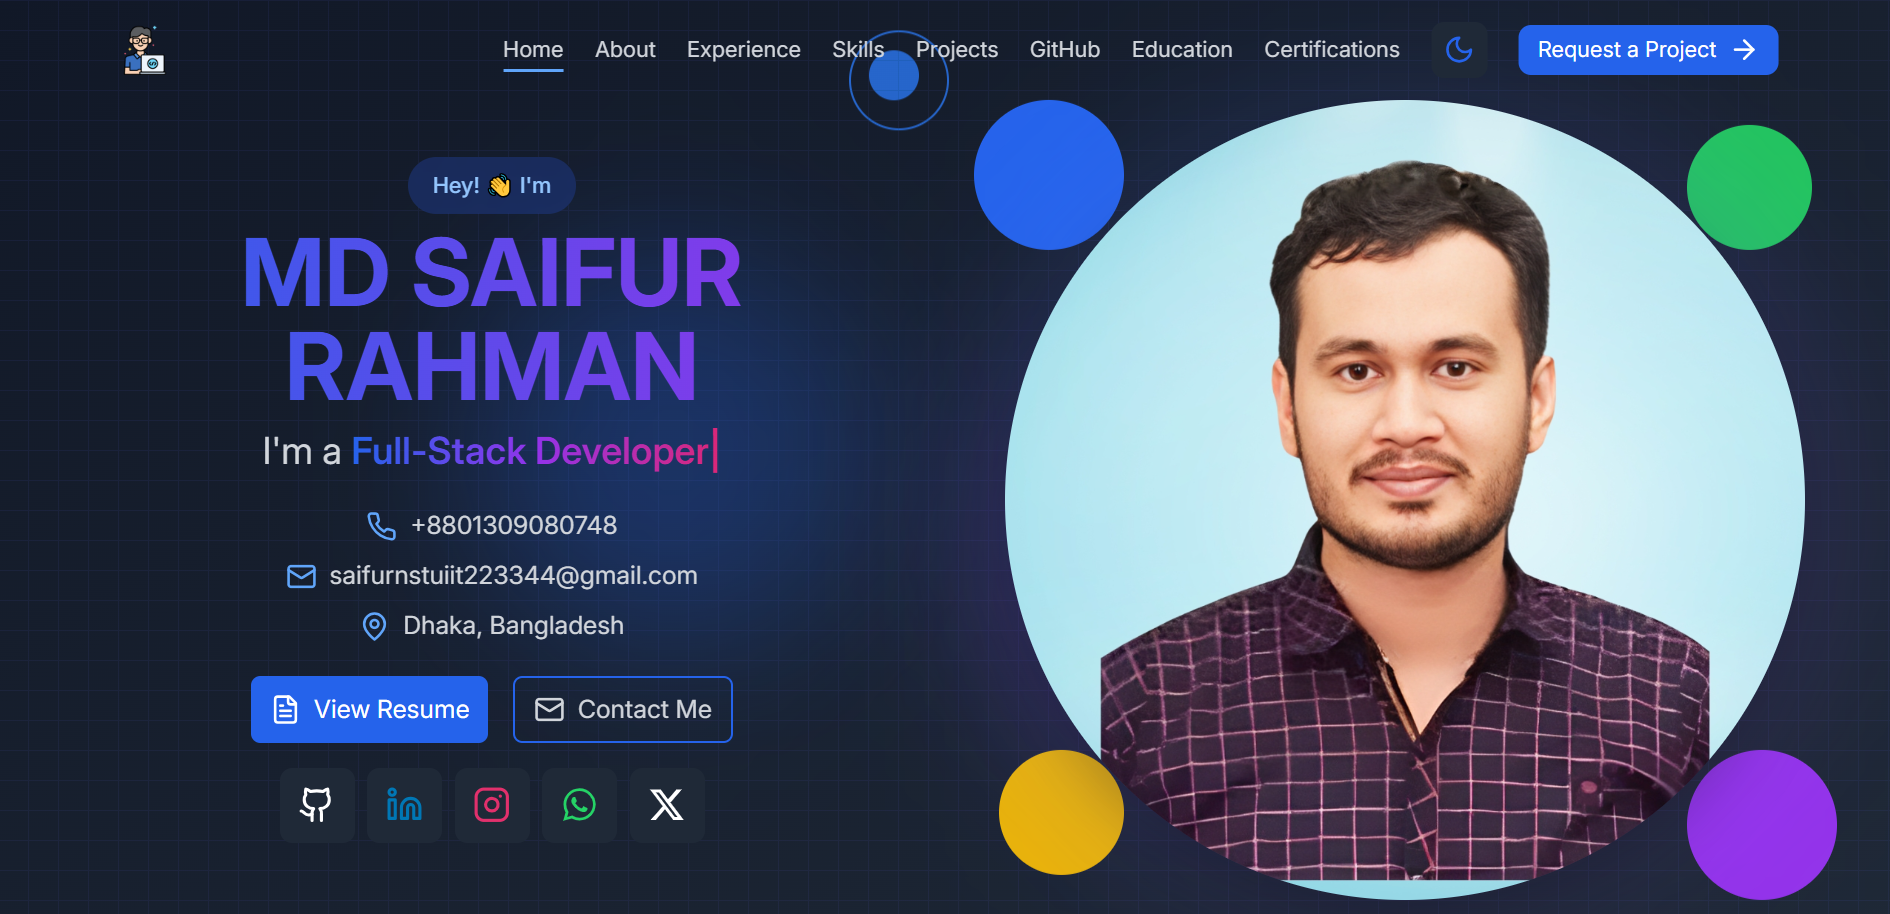 Home About Experience Skills Projects GitHub Education Certifications Request a Project
Hey! 👋 I'm
MD SAIFUR
RAHMAN
I'm a Full-Stack Developer
+8801309080748
saifurnstuiit223344@gmail.com
Dhaka, Bangladesh
View Resume Contact Me